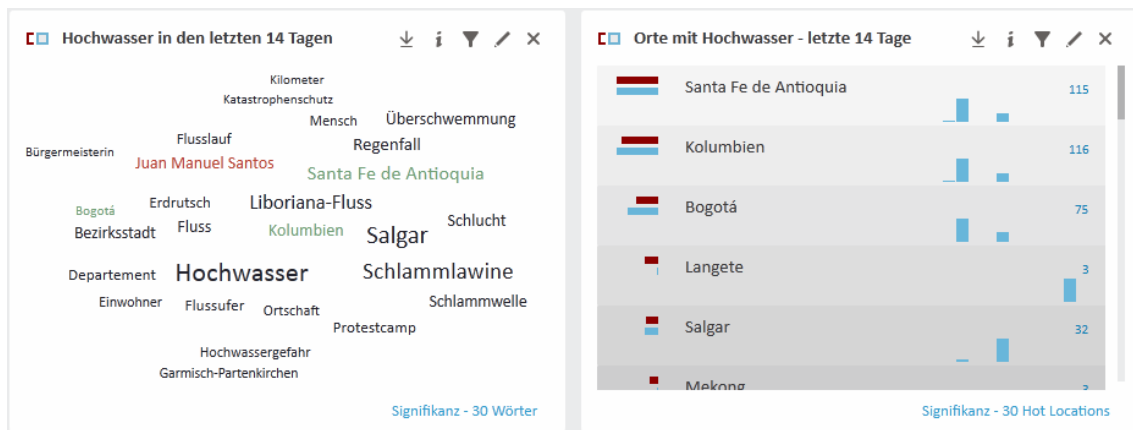 Hochwasser in den letzten 14 Tagen
Kilometer
Katastrophenschutz
Mensch
Überschwemmung
Flusslauf
Regenfall
Bürgermeisterin
Juan Manuel Santos
Santa Fe de Antioquia
Bogotá
Erdrutsch
Liboriana-Fluss
Bezirksstadt
Fluss
Kolumbien
Salgar
Schlucht
Departement
Hochwasser
Schlammlawine
Einwohner
Flussufer
Ortschaft
Schlammwelle
Protestcamp
Hochwassergefahr
Garmisch-Partenkirchen
Signifikanz - 30 Wörter
Orte mit Hochwasser - letzte 14 Tage
Santa Fe de Antioquia 115
Kolumbien 116
Bogotá 75
Langete 3
Salgar 32
Mekong 3
Signifikanz - 30 Hot Locations